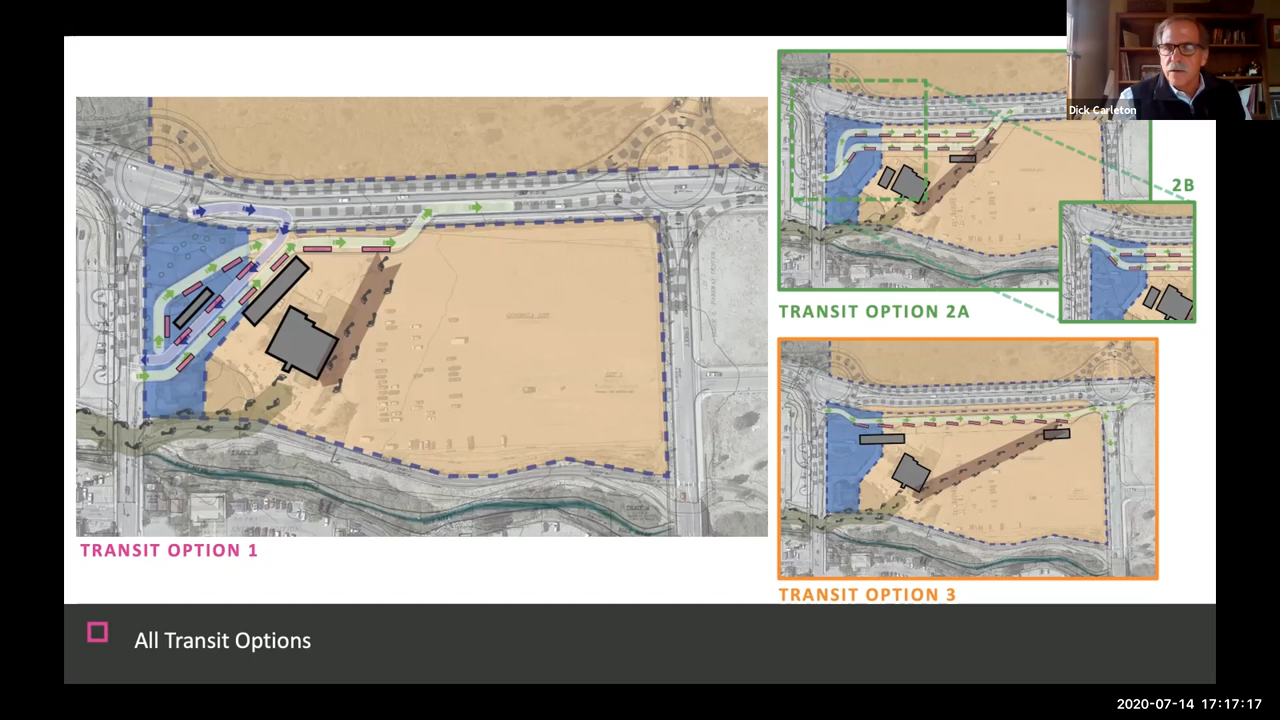 Dick Carleton
2B
TRANSIT OPTION 2A
TRANSIT OPTION 1
TRANSIT OPTION 3
All Transit Options
2020-07-14 17:17:17